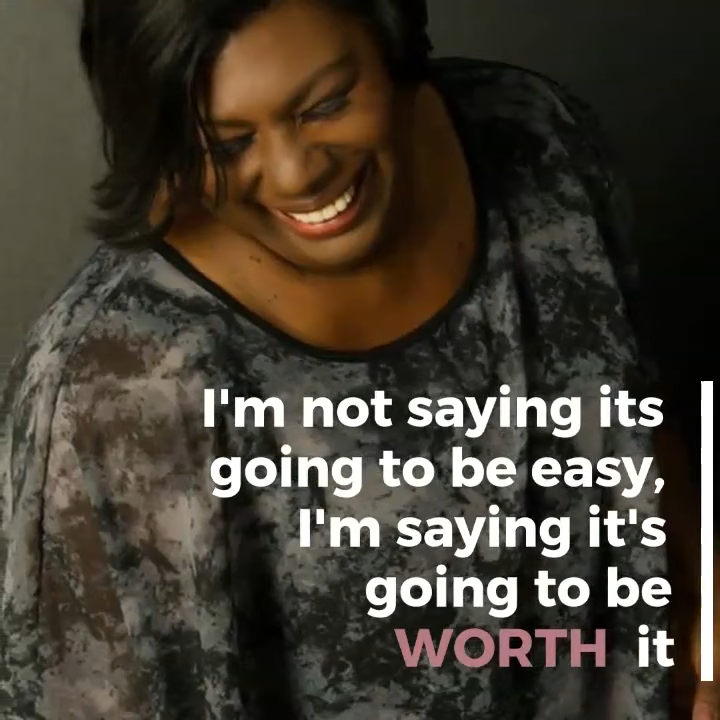 I'm not saying its
going to be easy,
I'm saying it's
going to be
WORTH it